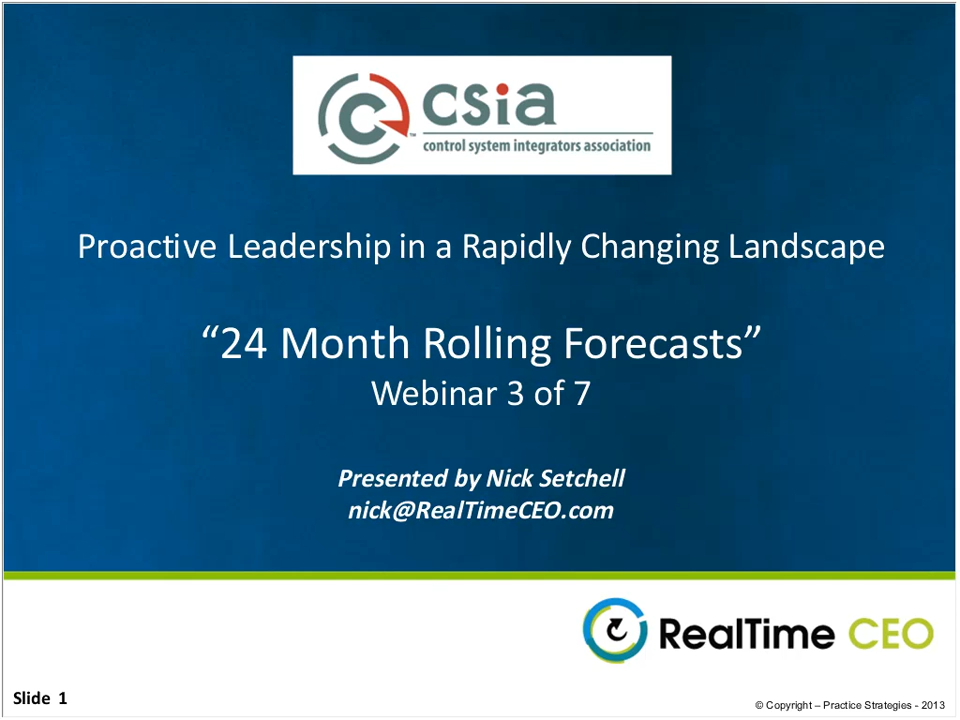 csia
TM
control system integrators association
Proactive Leadership in a Rapidly Changing Landscape
“24 Month Rolling Forecasts”
Webinar 3 of 7
Presented by Nick Setchell
nick@RealTimeCEO.com
RealTime CEO
Slide 1
© Copyright – Practice Strategies - 2013